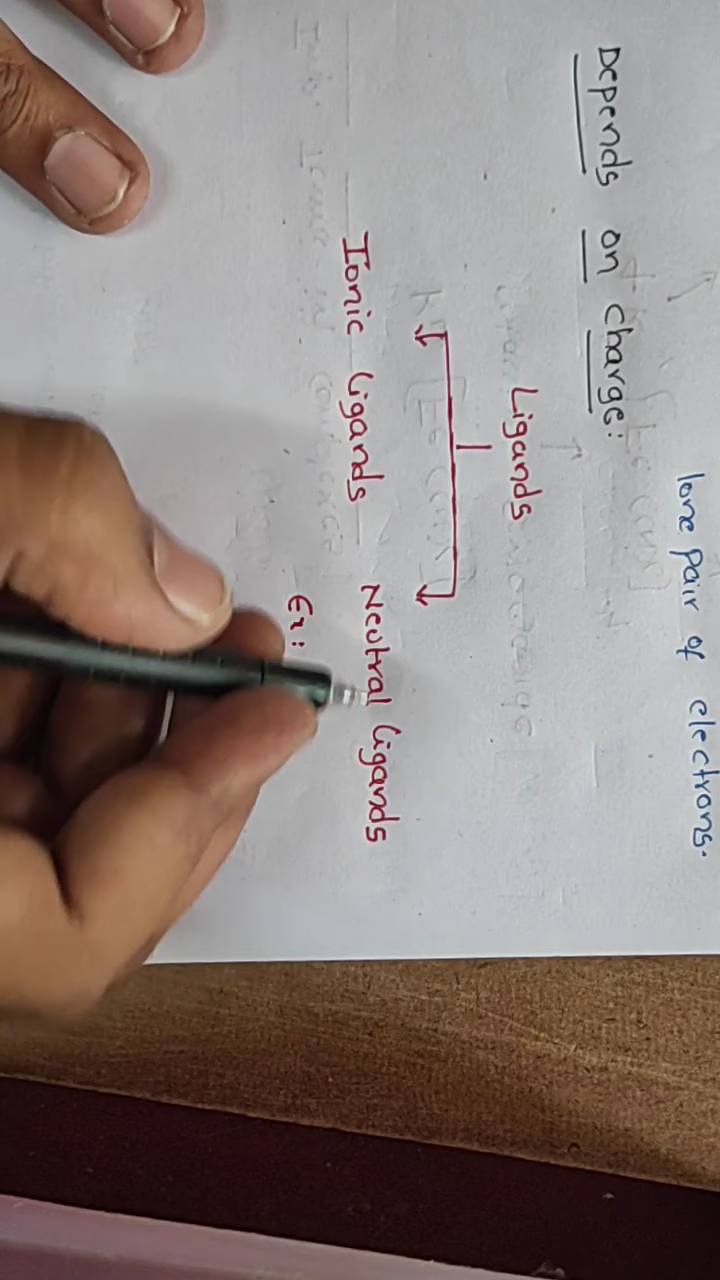 lone pair of electrons.
Depends on charge:
Ligands
Ionic Ligands Neutral Ligands
Ex: